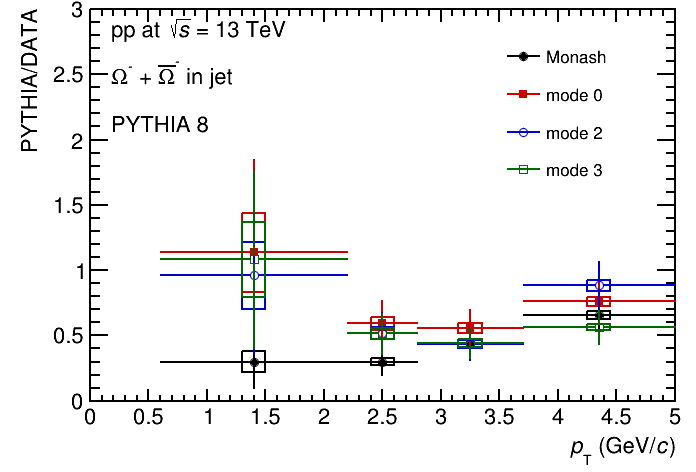 PYTHIA/DATA
3
2.5
2
1.5
1
0.5
0
pp at √s = 13 TeV
Ω⁻ + Ω̅⁻ in jet
PYTHIA 8
Monash
mode 0
mode 2
mode 3
0 0.5 1 1.5 2 2.5 3 3.5 4 4.5 5
p_T (GeV/c)